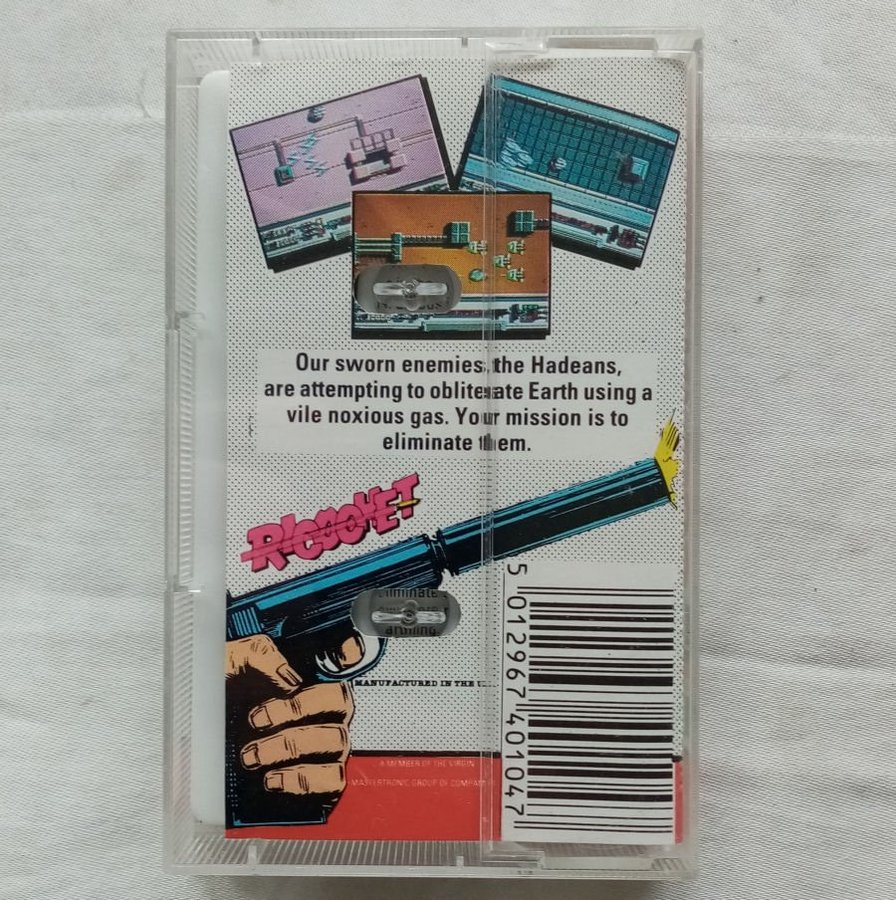 Our sworn enemies, the Hadeans,
are attempting to obliterate Earth using a
vile noxious gas. Your mission is to
eliminate them.
RICOCHET
eliminate
MANUFACTURED IN THE U.
A MEMBER OF THE VIRGIN
MASTERTRONIC GROUP OF COMPANIES
5 012967 401047